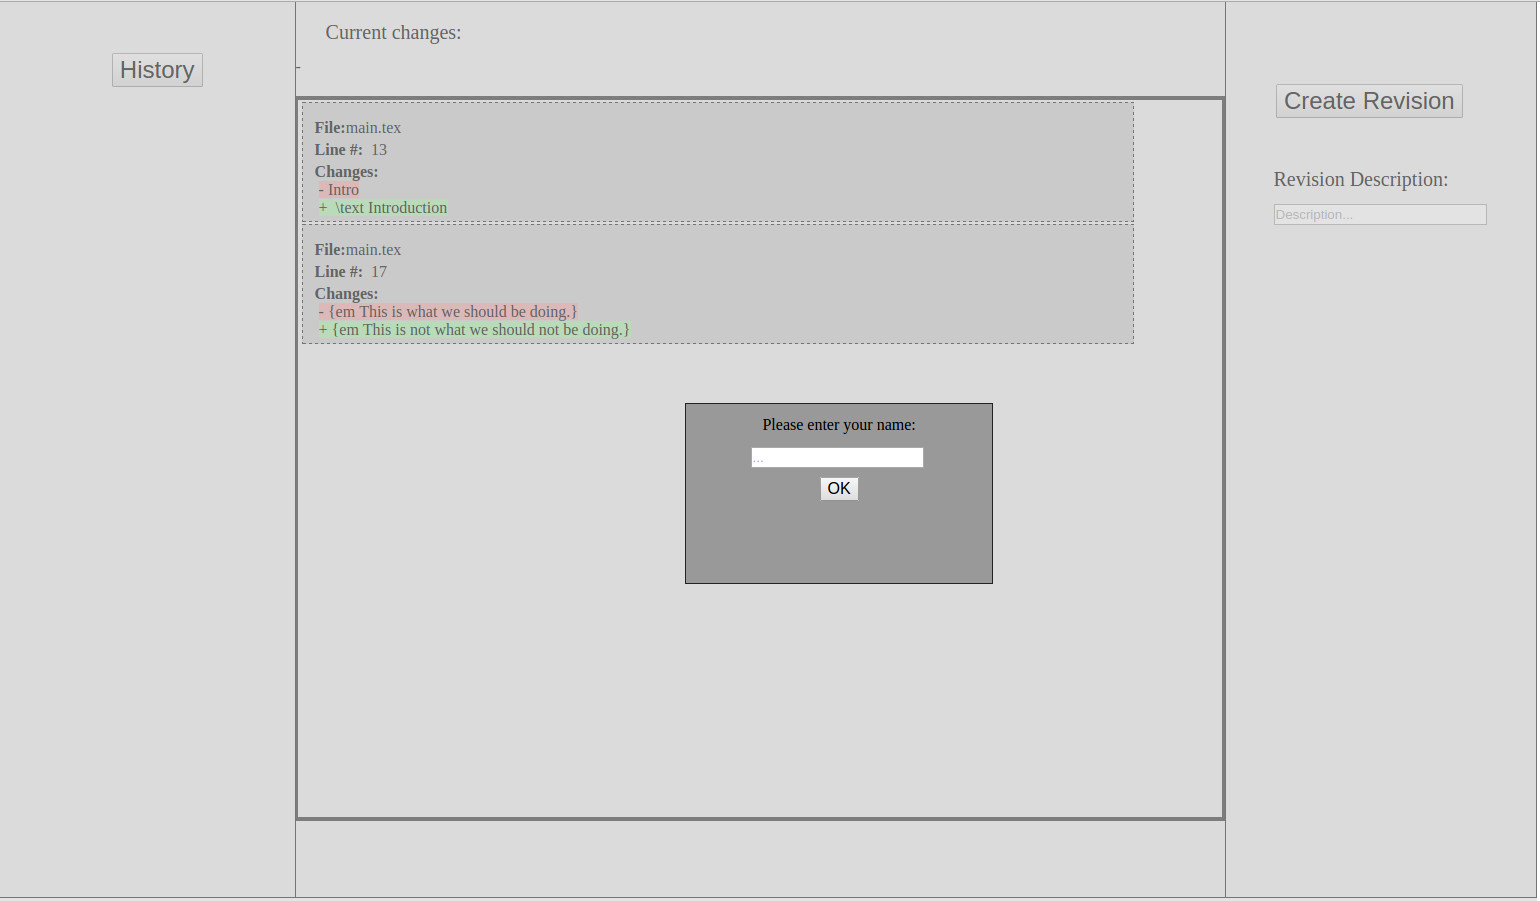 History
Current changes:
-
File:main.tex
Line #: 13
Changes:
- Intro
+ \text Introduction
File:main.tex
Line #: 17
Changes:
- {em This is what we should be doing.}
+ {em This is not what we should not be doing.}
Please enter your name:
...
OK
Create Revision
Revision Description:
Description...